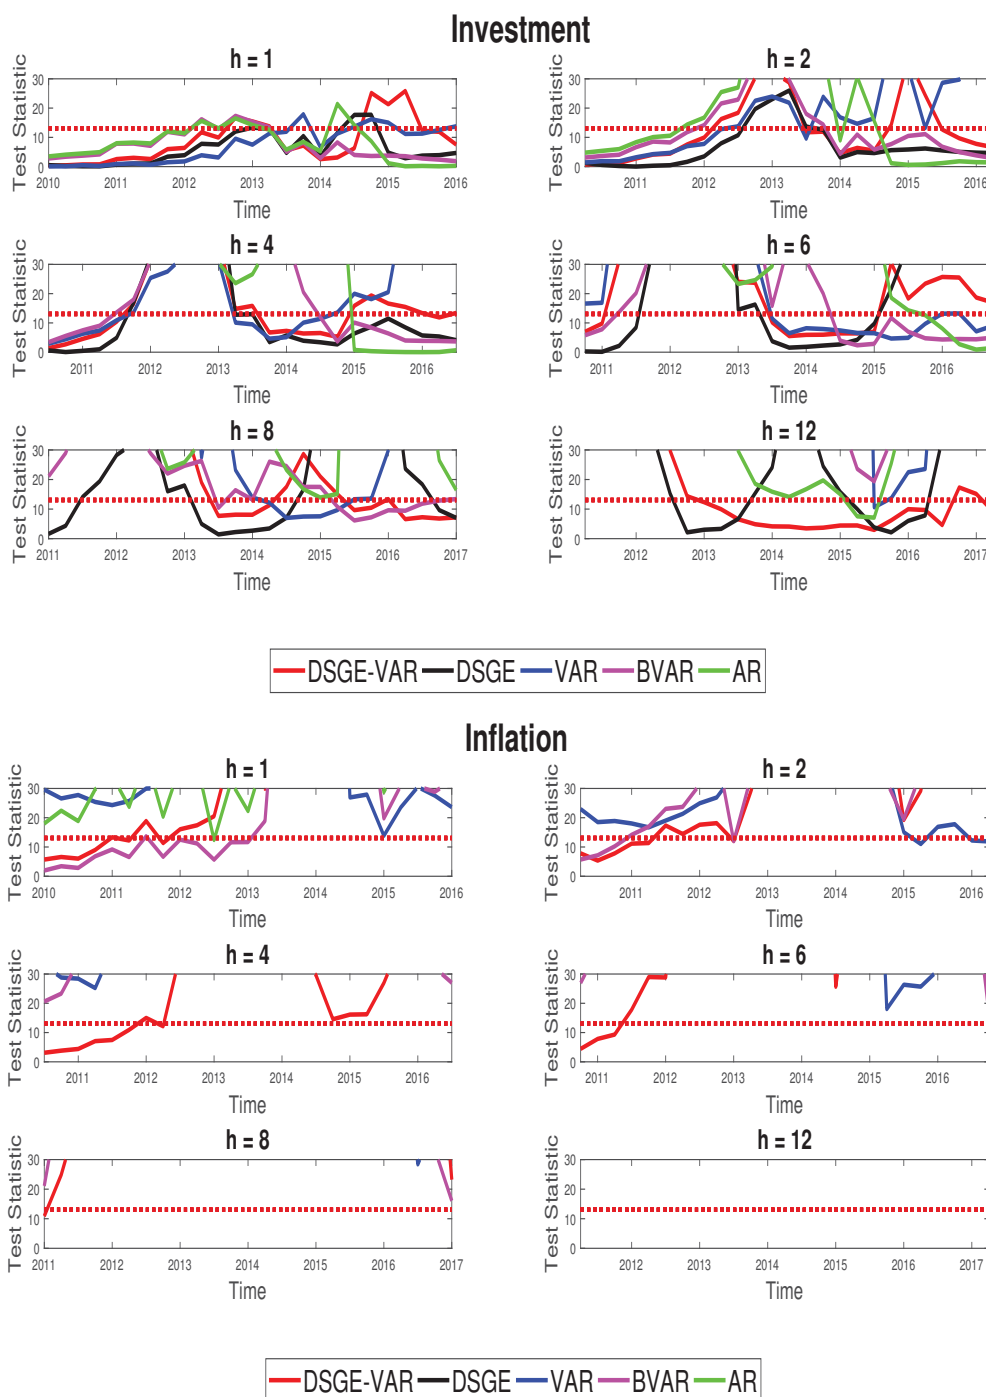 Investment
h = 1
h = 2
Test Statistic
30
20
10
0
2010 2011 2012 2013 2014 2015 2016
Time
Test Statistic
30
20
10
0
2011 2012 2013 2014 2015 2016
Time
h = 4
h = 6
Test Statistic
30
20
10
0
2011 2012 2013 2014 2015 2016
Time
Test Statistic
30
20
10
0
2011 2012 2013 2014 2015 2016
Time
h = 8
h = 12
Test Statistic
30
20
10
0
2011 2012 2013 2014 2015 2016 2017
Time
Test Statistic
30
20
10
0
2012 2013 2014 2015 2016 2017
Time
DSGE-VAR DSGE VAR BVAR AR
Inflation
h = 1
h = 2
Test Statistic
30
20
10
0
2010 2011 2012 2013 2014 2015 2016
Time
Test Statistic
30
20
10
0
2011 2012 2013 2014 2015 2016
Time
h = 4
h = 6
Test Statistic
30
20
10
0
2011 2012 2013 2014 2015 2016
Time
Test Statistic
30
20
10
0
2011 2012 2013 2014 2015 2016
Time
h = 8
h = 12
Test Statistic
30
20
10
0
2011 2012 2013 2014 2015 2016 2017
Time
Test Statistic
30
20
10
0
2012 2013 2014 2015 2016 2017
Time
DSGE-VAR DSGE VAR BVAR AR